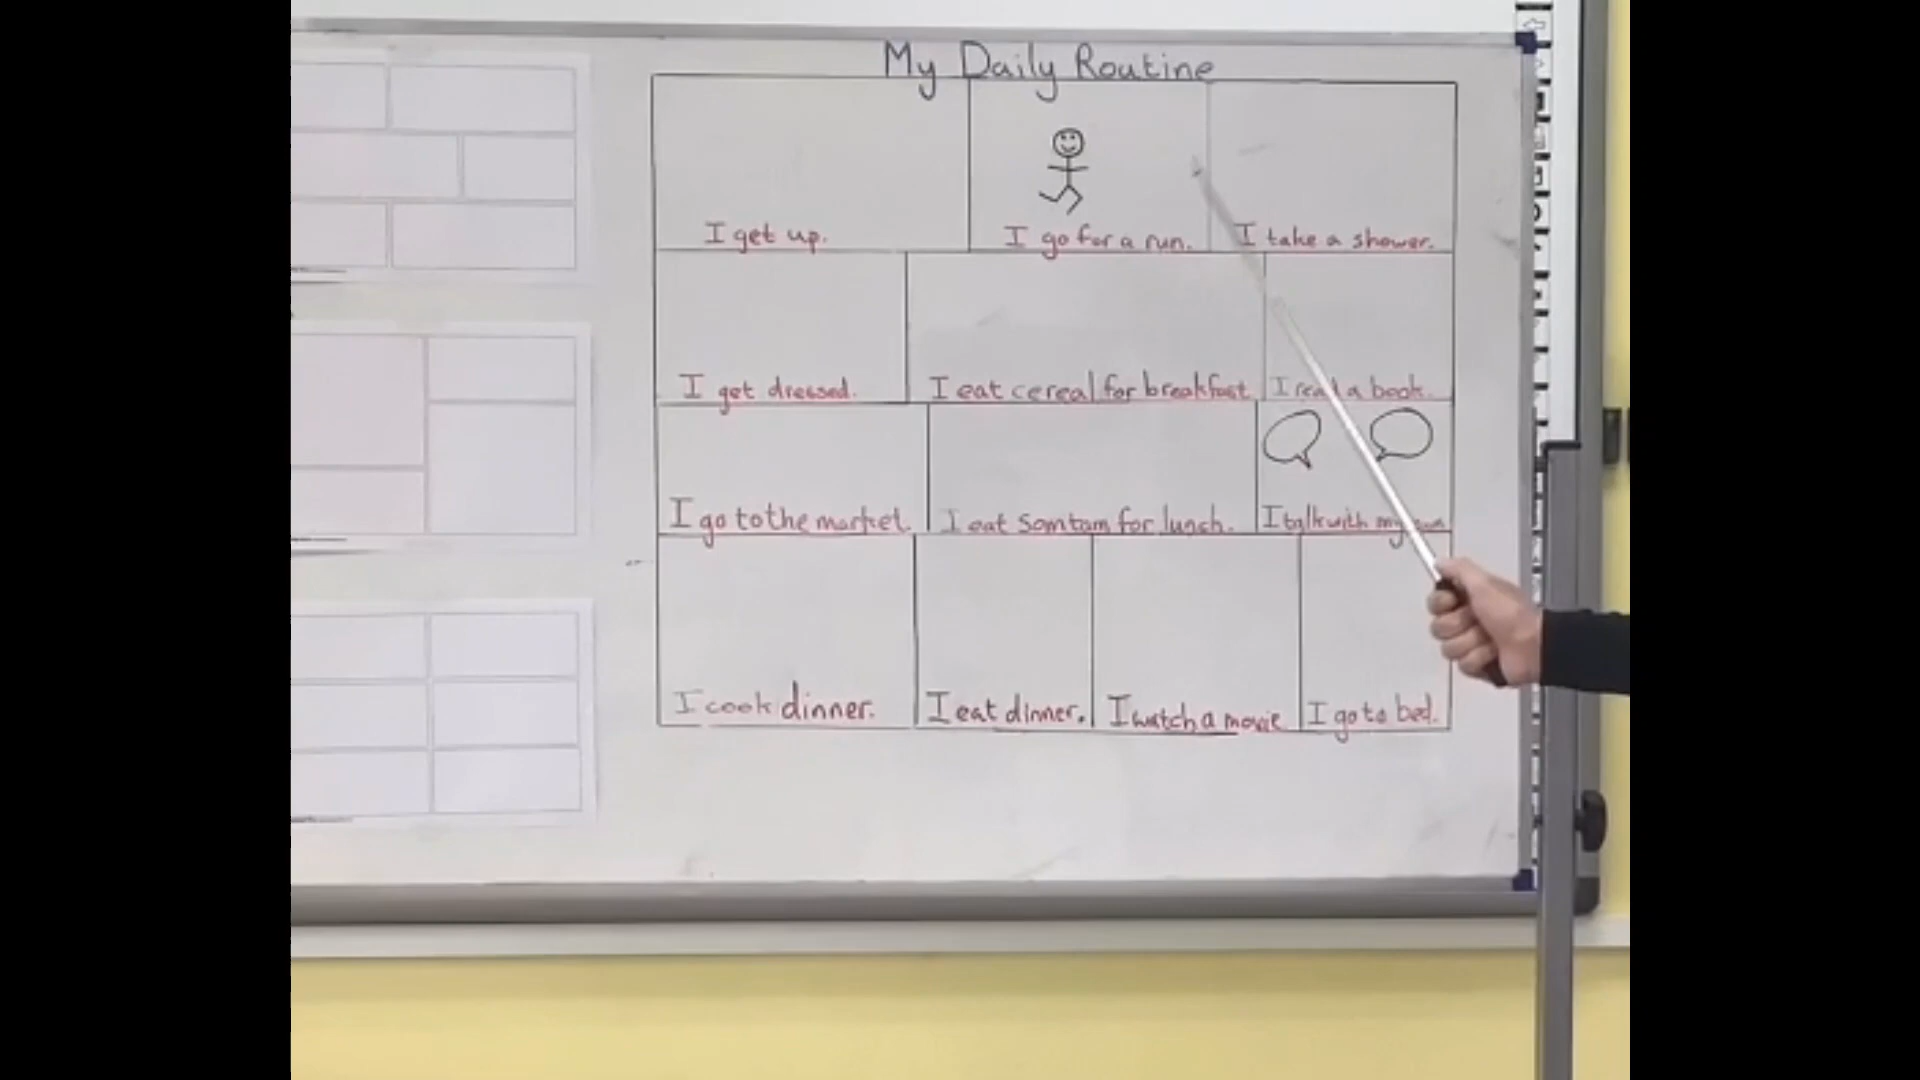 My Daily Routine
I get up.
I go for a run.
I take a shower.
I get dressed.
I eat cereal for breakfast
I read a book.
I go to the market.
I eat Somtam for lunch.
I talk with my
I cook dinner.
I eat dinner.
I watch a movie
I go to bed.